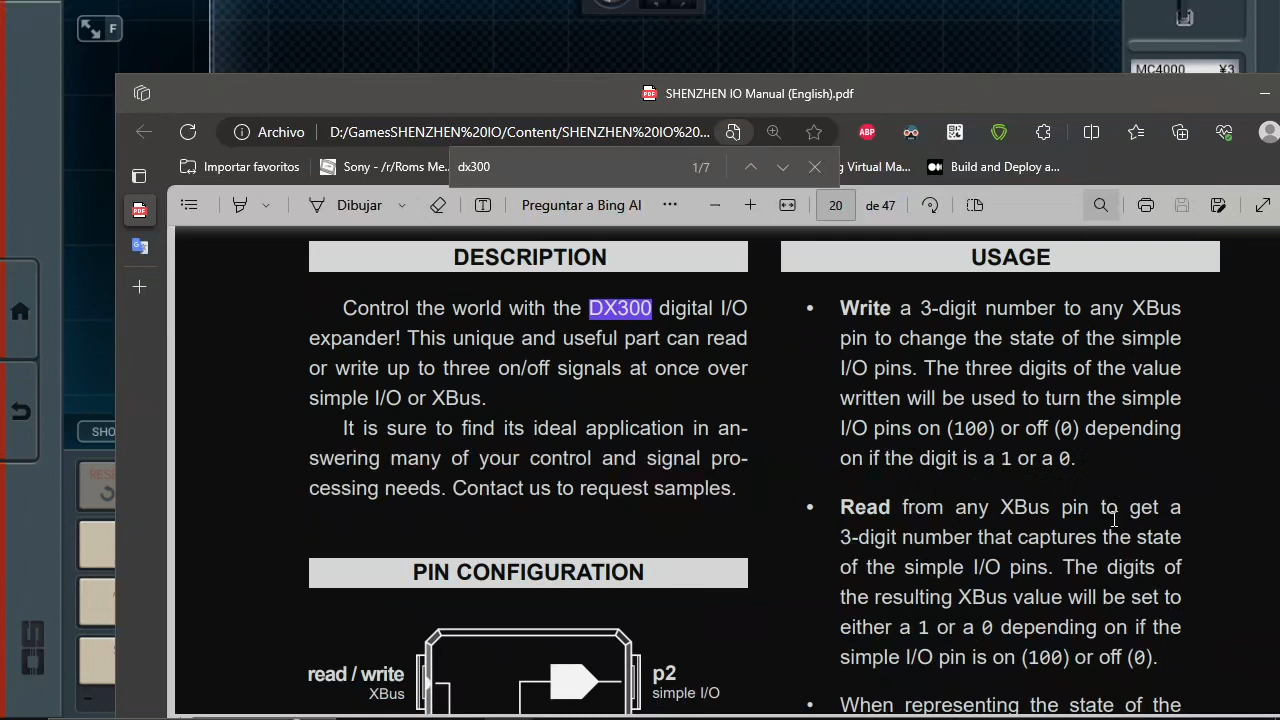 F
MC4000 ¥3
SHENZHEN IO Manual (English).pdf
Archivo D:/GamesSHENZHEN%20IO/Content/SHENZHEN%20IO%20...
ABP
Importar favoritos Sony - /r/Roms Me... dx300 1/7 g Virtual Ma... Build and Deploy a...
Dibujar Preguntar a Bing AI ... 20 de 47
DESCRIPTION
Control the world with the DX300 digital I/O
expander! This unique and useful part can read
or write up to three on/off signals at once over
simple I/O or XBus.
It is sure to find its ideal application in an-
swering many of your control and signal pro-
cessing needs. Contact us to request samples.
PIN CONFIGURATION
read / write
XBus
p2
simple I/O
USAGE
• Write a 3-digit number to any XBus
pin to change the state of the simple
I/O pins. The three digits of the value
written will be used to turn the simple
I/O pins on (100) or off (0) depending
on if the digit is a 1 or a 0.
• Read from any XBus pin to get a
3-digit number that captures the state
of the simple I/O pins. The digits of
the resulting XBus value will be set to
either a 1 or a 0 depending on if the
simple I/O pin is on (100) or off (0).
• When representing the state of the
SHO
RESE